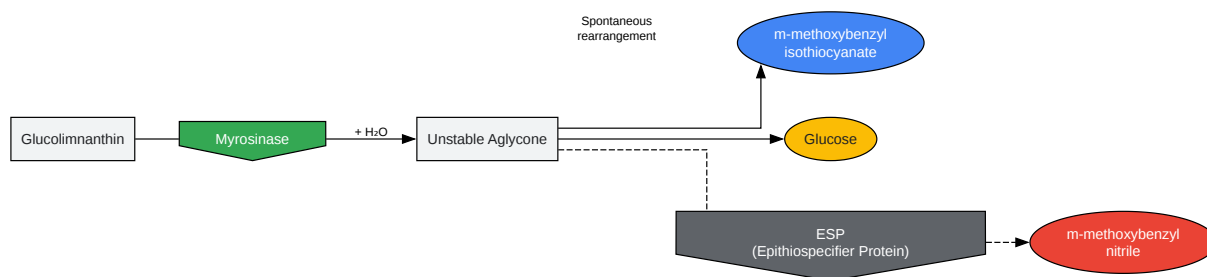 Spontaneous
rearrangement
m-methoxybenzyl
isothiocyanate
Glucolimnanthin
Myrosinase
+ H₂O
Unstable Aglycone
Glucose
ESP
(Epithiospecifier Protein)
m-methoxybenzyl
nitrile